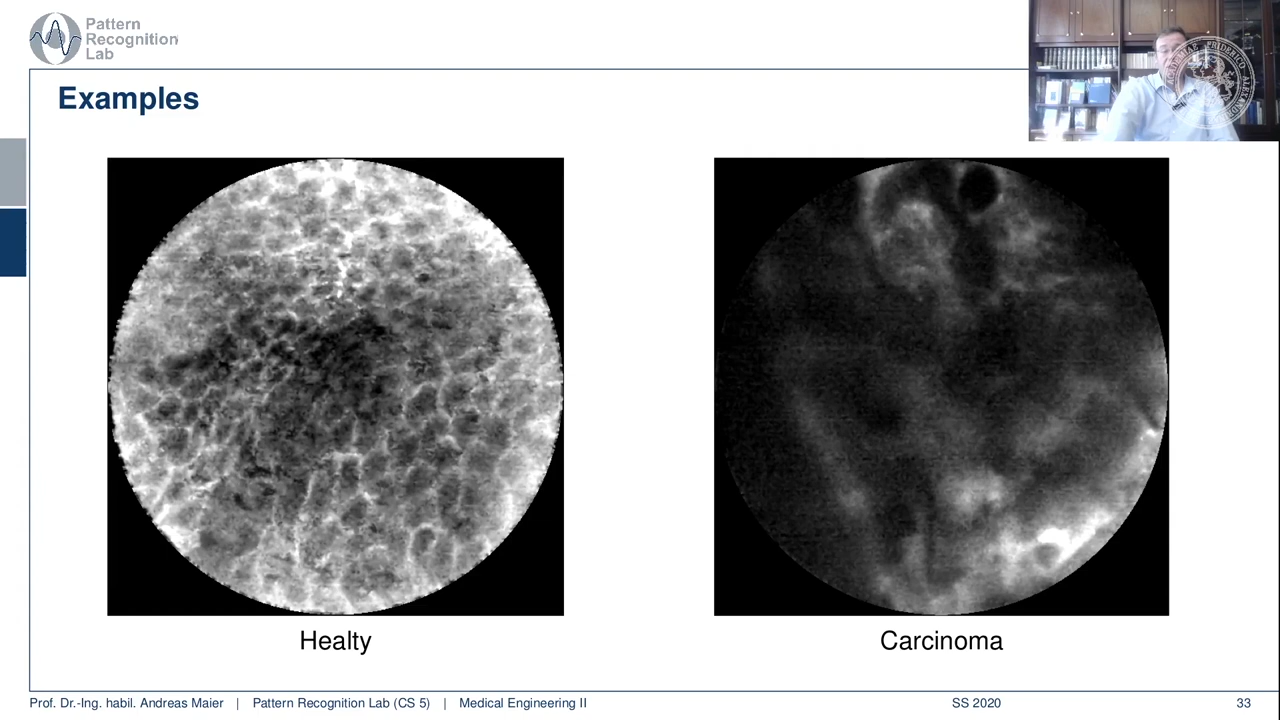 Pattern
Recognition
Lab
Examples
Healty
Carcinoma
Prof. Dr.-Ing. habil. Andreas Maier | Pattern Recognition Lab (CS 5) | Medical Engineering II SS 2020 33